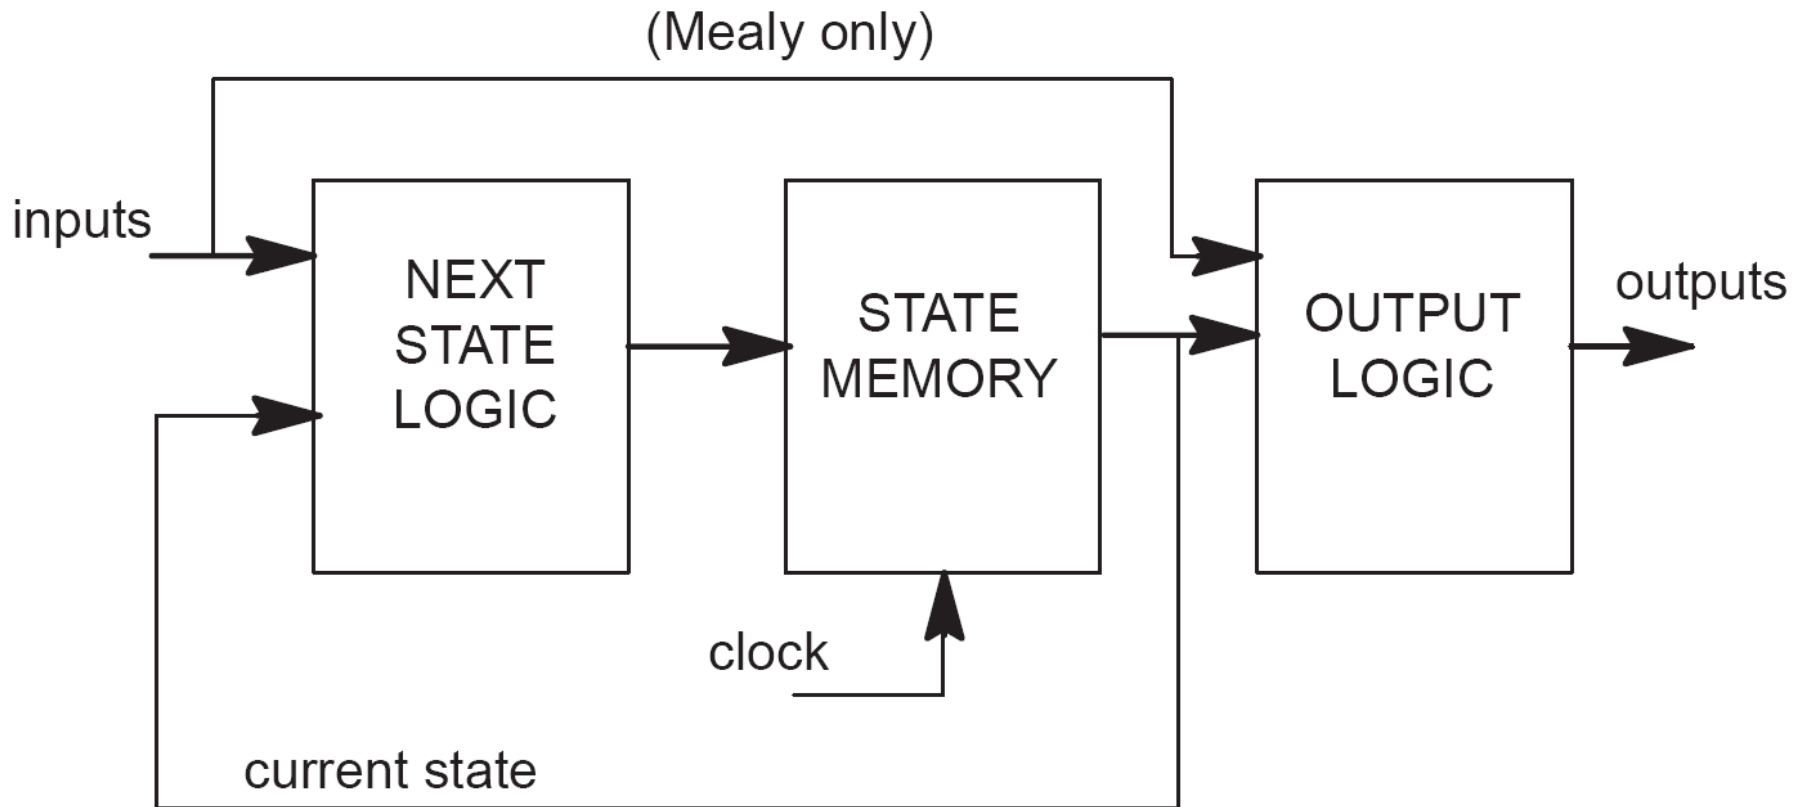 (Mealy only)
inputs
NEXT
STATE
LOGIC
STATE
MEMORY
OUTPUT
LOGIC
outputs
clock
current state